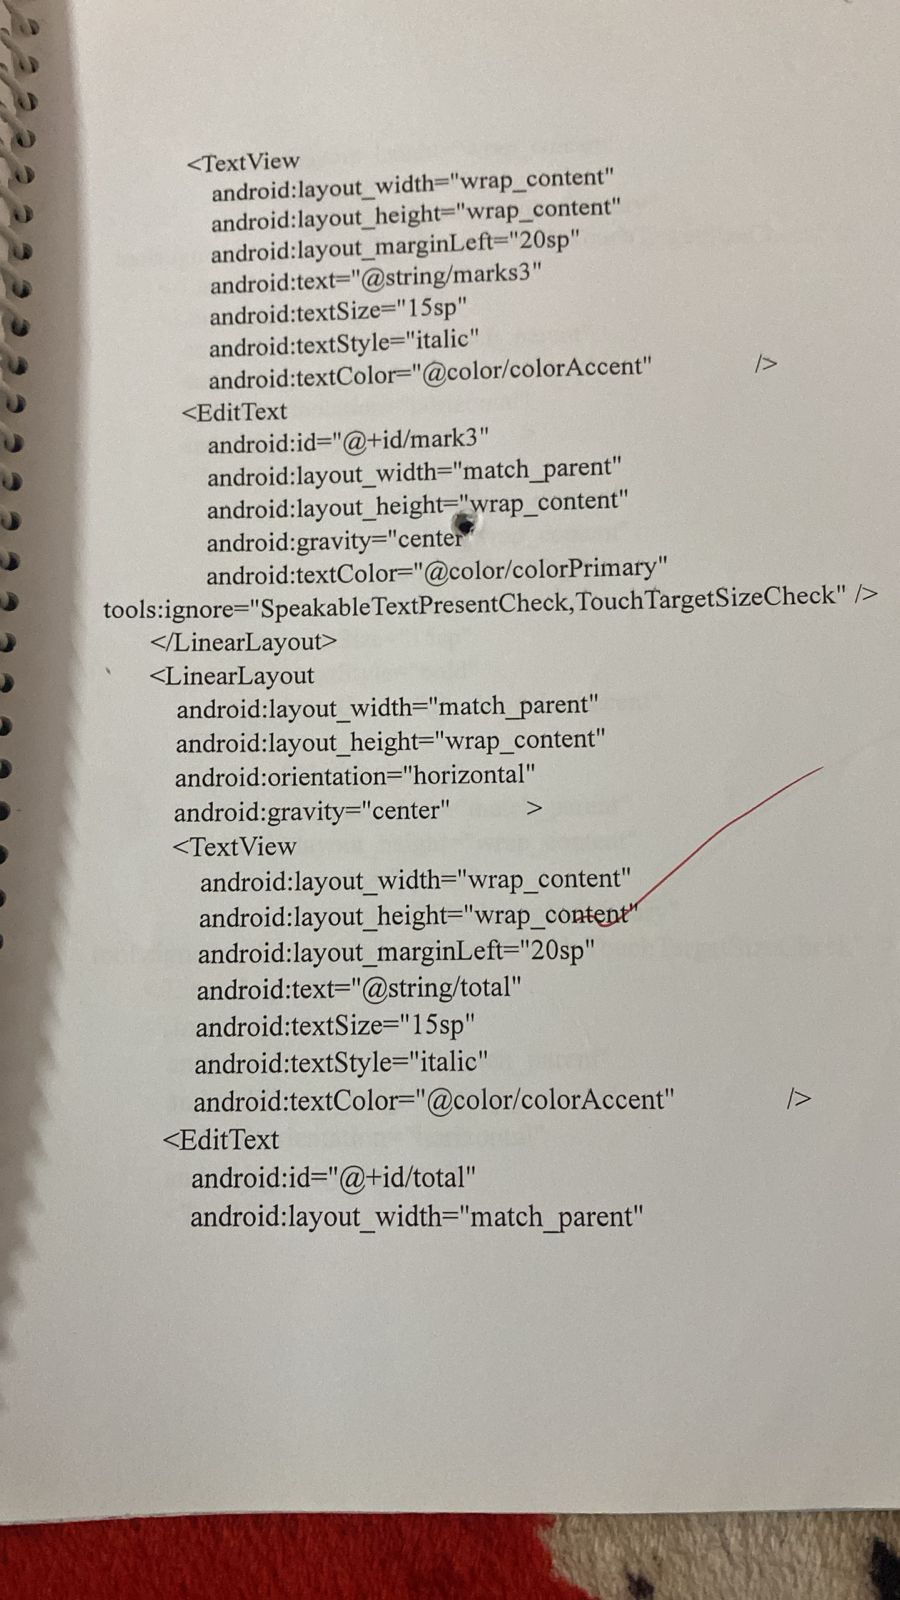 <TextView
android:layout_width="wrap_content"
android:layout_height="wrap_content"
android:layout_marginLeft="20sp"
android:text="@string/marks3"
android:textSize="15sp"
android:textStyle="italic"
android:textColor="@color/colorAccent" />
<EditText
android:id="@+id/mark3"
android:layout_width="match_parent"
android:layout_height="wrap_content"
android:gravity="center"
android:textColor="@color/colorPrimary"
tools:ignore="SpeakableTextPresentCheck,TouchTargetSizeCheck" />
</LinearLayout>
<LinearLayout
android:layout_width="match_parent"
android:layout_height="wrap_content"
android:orientation="horizontal"
android:gravity="center" >
<TextView
android:layout_width="wrap_content"
android:layout_height="wrap_content"
android:layout_marginLeft="20sp"
android:text="@string/total"
android:textSize="15sp"
android:textStyle="italic"
android:textColor="@color/colorAccent" />
<EditText
android:id="@+id/total"
android:layout_width="match_parent"